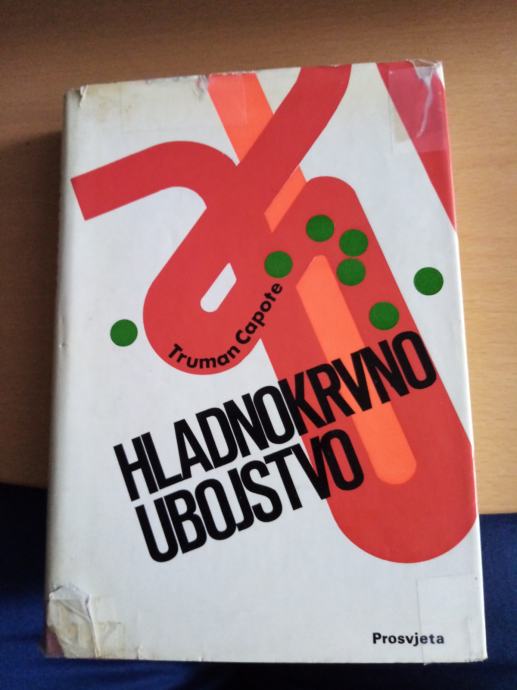 Truman Capote
HLADNOKRVNO
UBOJSTVO
Prosvjeta